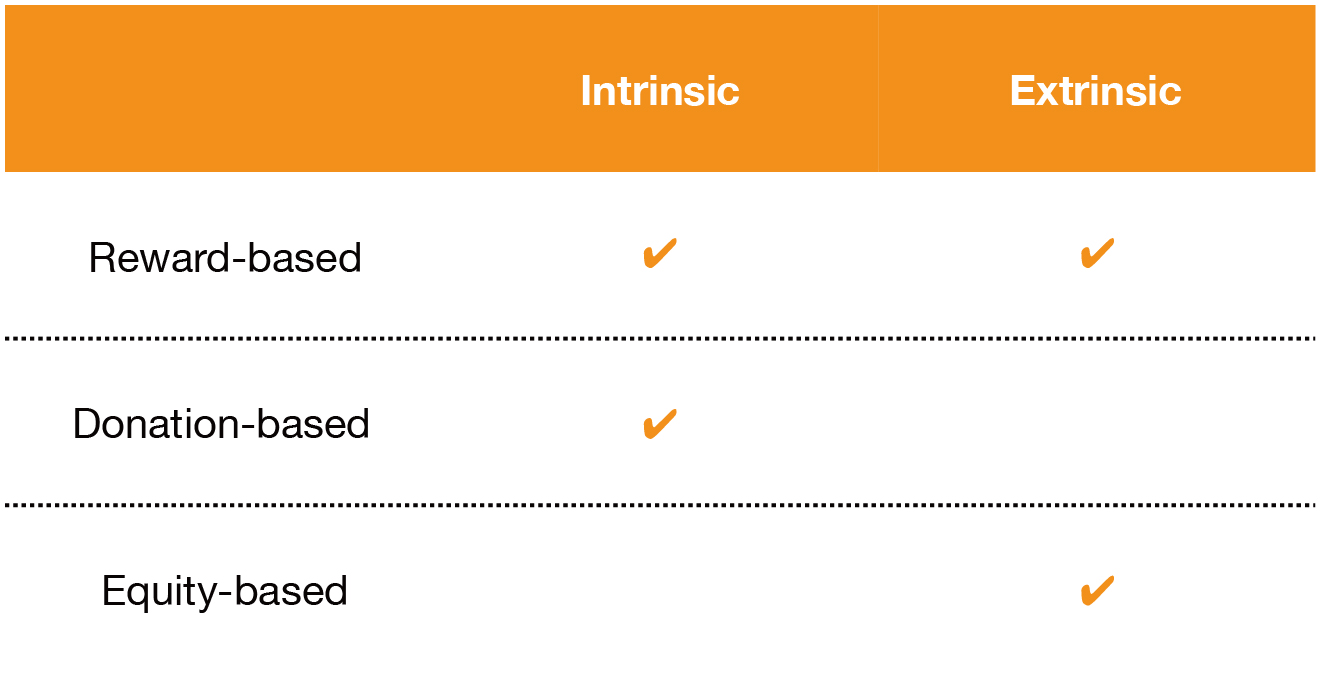 Intrinsic Extrinsic
Reward-based ✔ ✔
Donation-based ✔
Equity-based ✔